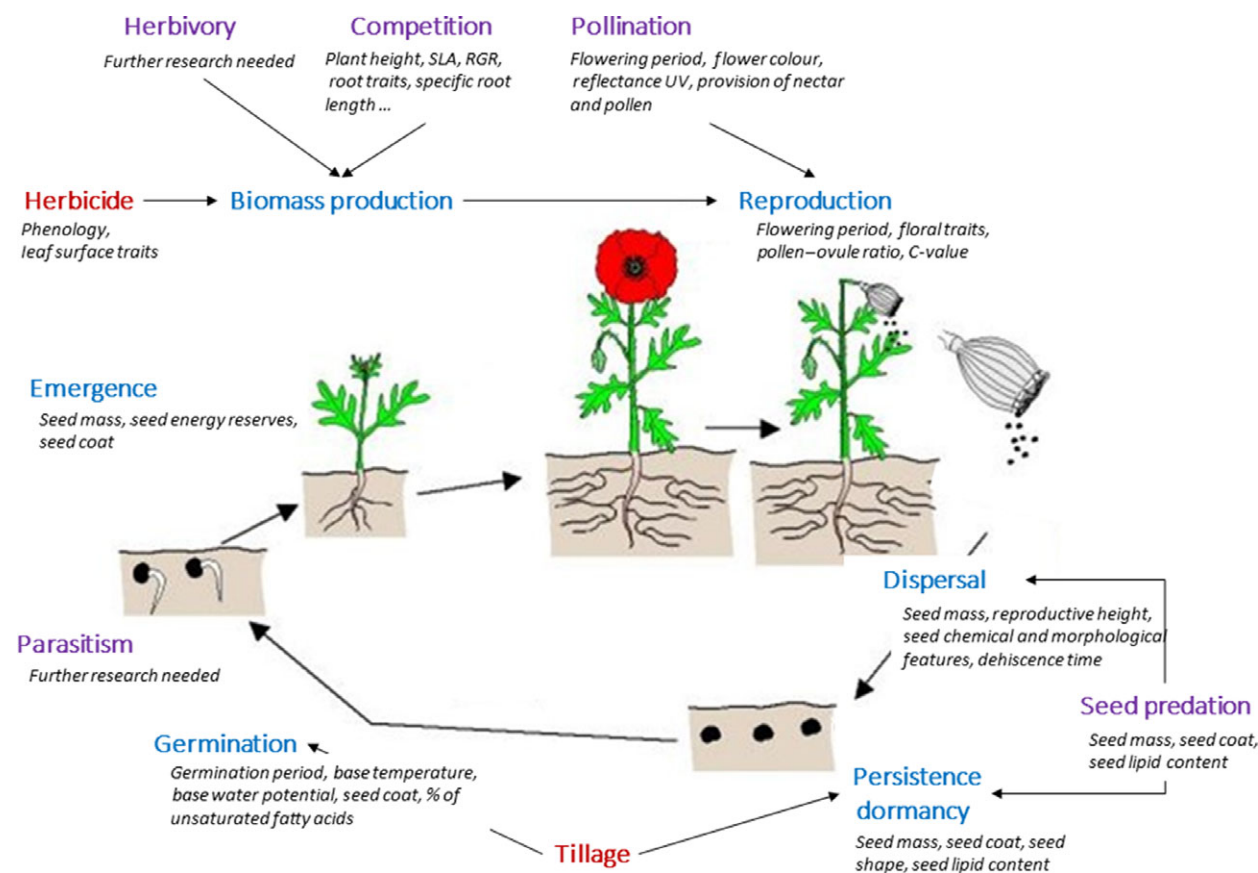 Herbivory
Further research needed
Competition
Plant height, SLA, RGR,
root traits, specific root
length ...
Pollination
Flowering period, flower colour,
reflectance UV, provision of nectar
and pollen
Herbicide
Phenology,
leaf surface traits
Biomass production
Reproduction
Flowering period, floral traits,
pollen–ovule ratio, C-value
Emergence
Seed mass, seed energy reserves,
seed coat
Dispersal
Seed mass, reproductive height,
seed chemical and morphological
features, dehiscence time
Parasitism
Further research needed
Seed predation
Seed mass, seed coat,
seed lipid content
Germination
Germination period, base temperature,
base water potential, seed coat, % of
unsaturated fatty acids
Persistence
dormancy
Seed mass, seed coat, seed
shape, seed lipid content
Tillage